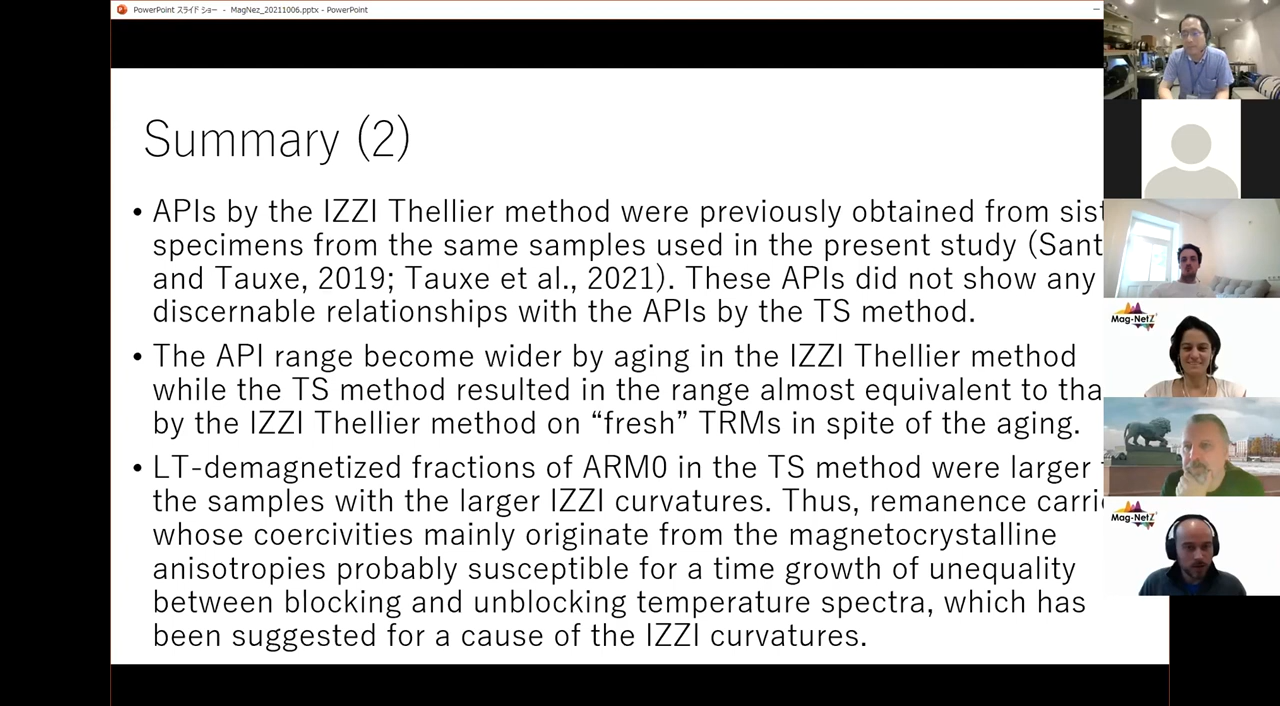 PowerPoint スライド ショー - MagNez_20211006.pptx - PowerPoint
Summary (2)
• APIs by the IZZI Thellier method were previously obtained from sist
specimens from the same samples used in the present study (Sant
and Tauxe, 2019; Tauxe et al., 2021). These APIs did not show any
discernable relationships with the APIs by the TS method.
• The API range become wider by aging in the IZZI Thellier method
while the TS method resulted in the range almost equivalent to tha
by the IZZI Thellier method on “fresh” TRMs in spite of the aging.
• LT-demagnetized fractions of ARM0 in the TS method were larger
the samples with the larger IZZI curvatures. Thus, remanence carri
whose coercivities mainly originate from the magnetocrystalline
anisotropies probably susceptible for a time growth of unequality
between blocking and unblocking temperature spectra, which has
been suggested for a cause of the IZZI curvatures.
Mag-NetZ
Mag-NetZ